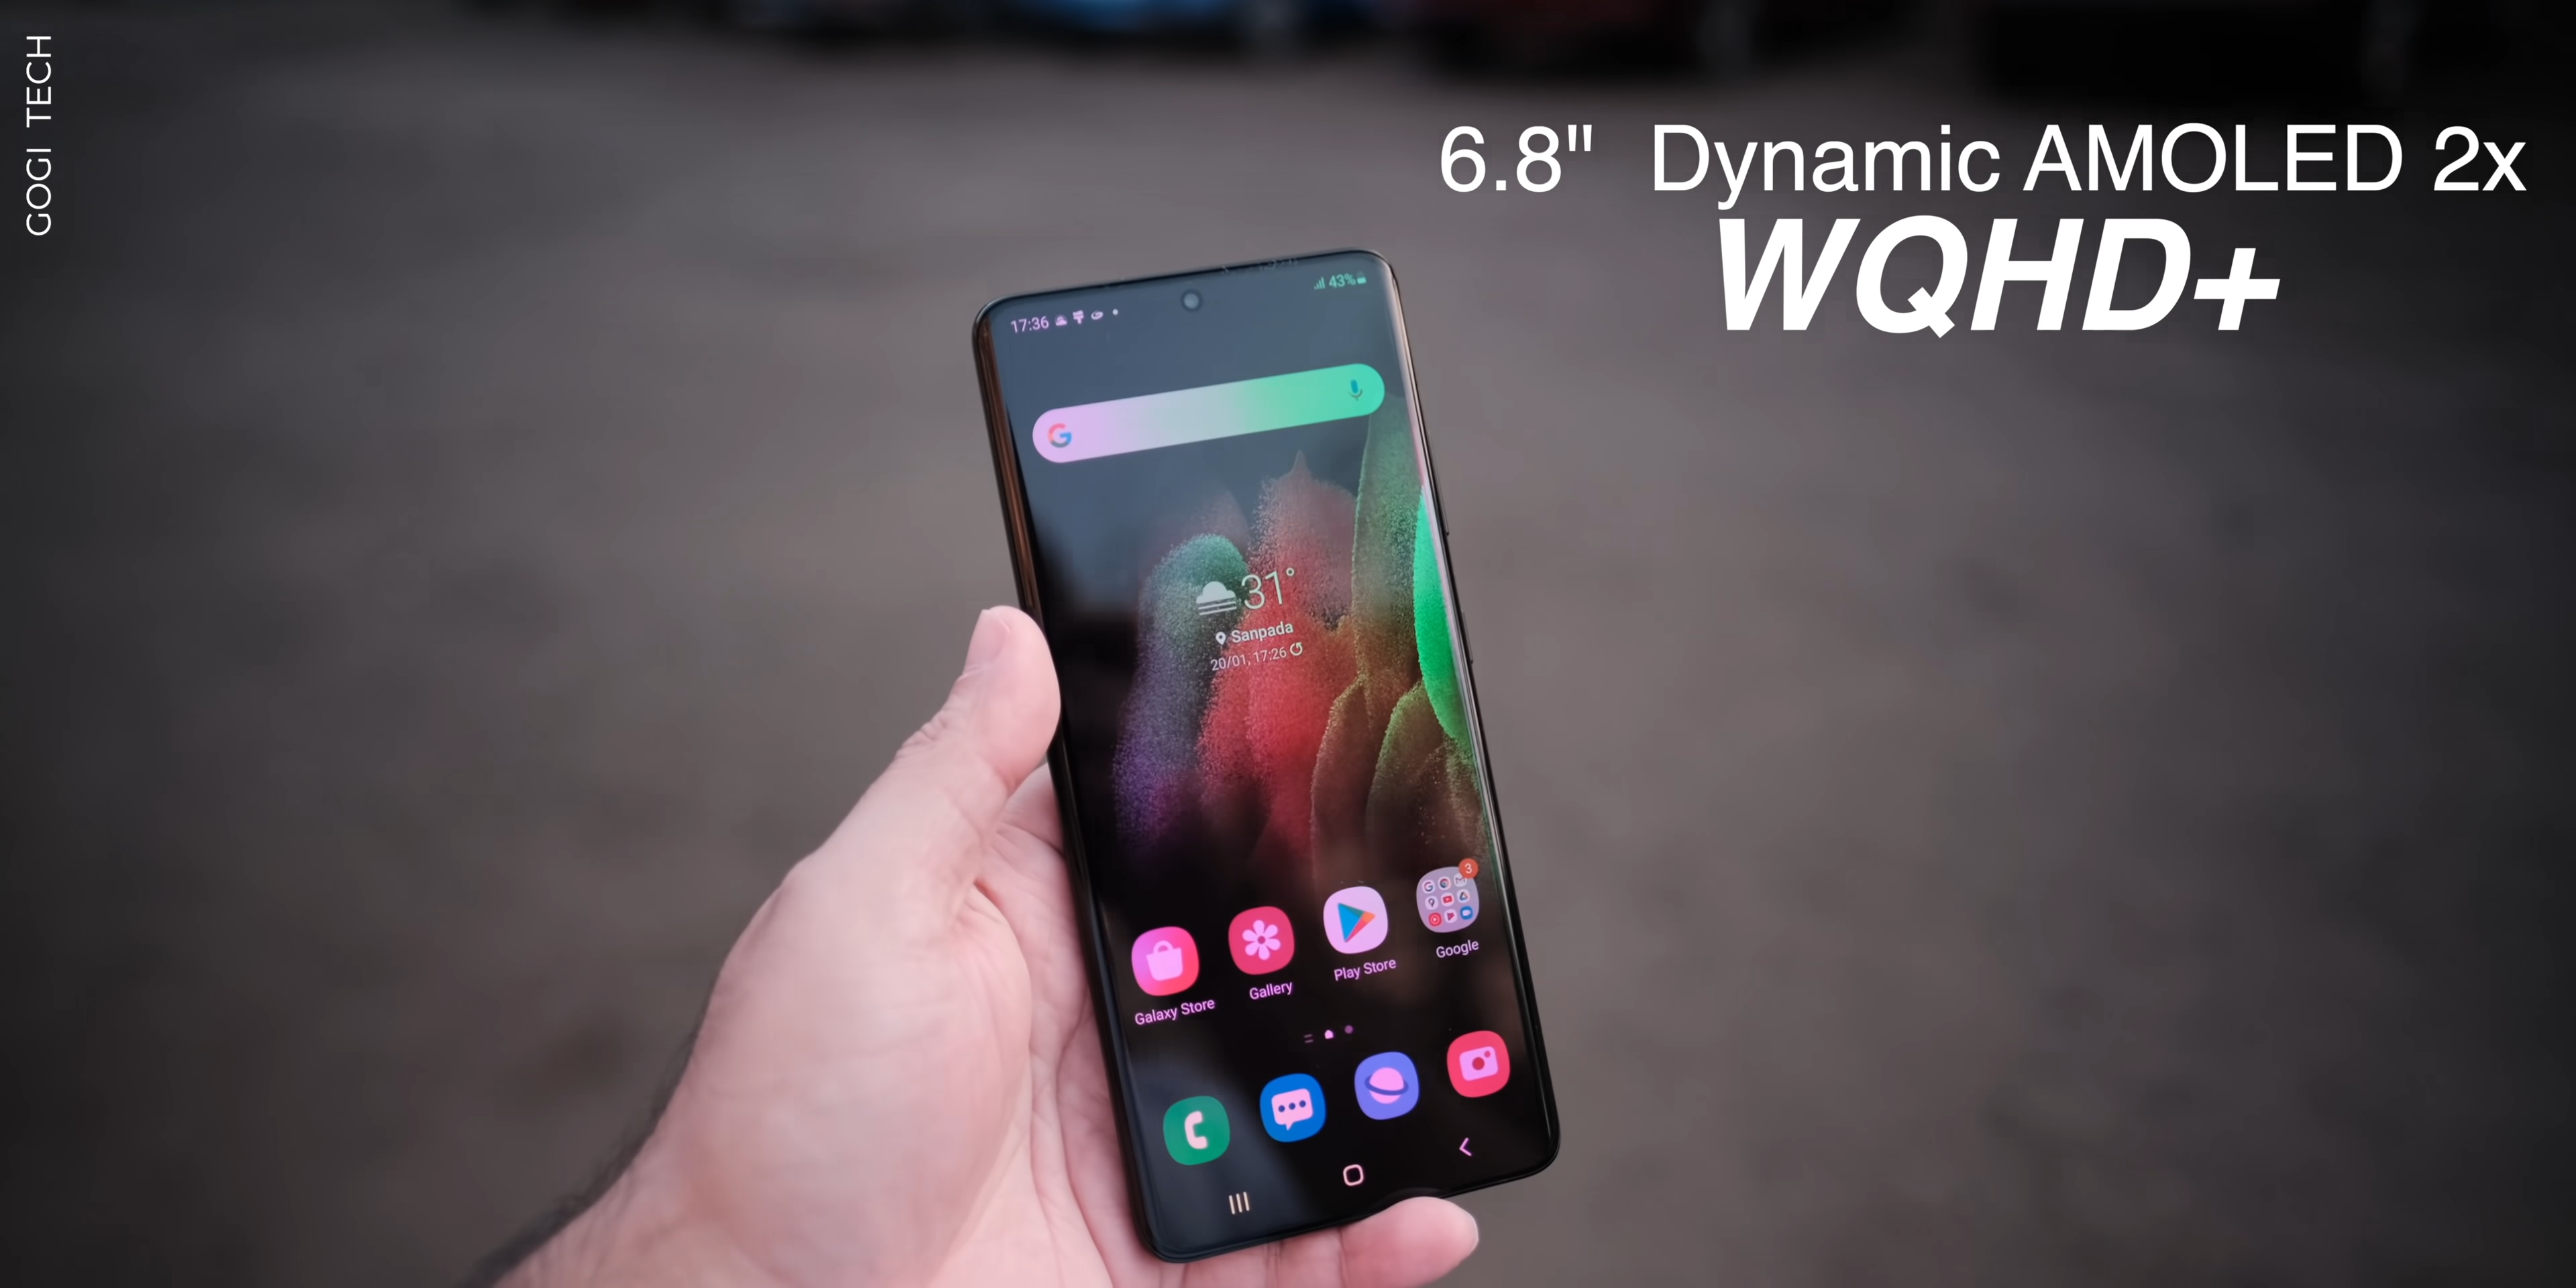 GOGI TECH
6.8" Dynamic AMOLED 2x
WQHD+
17:36
43%
G
31°
Sanpada
20/01, 17:26
3
Galaxy Store
Gallery
Play Store
Google